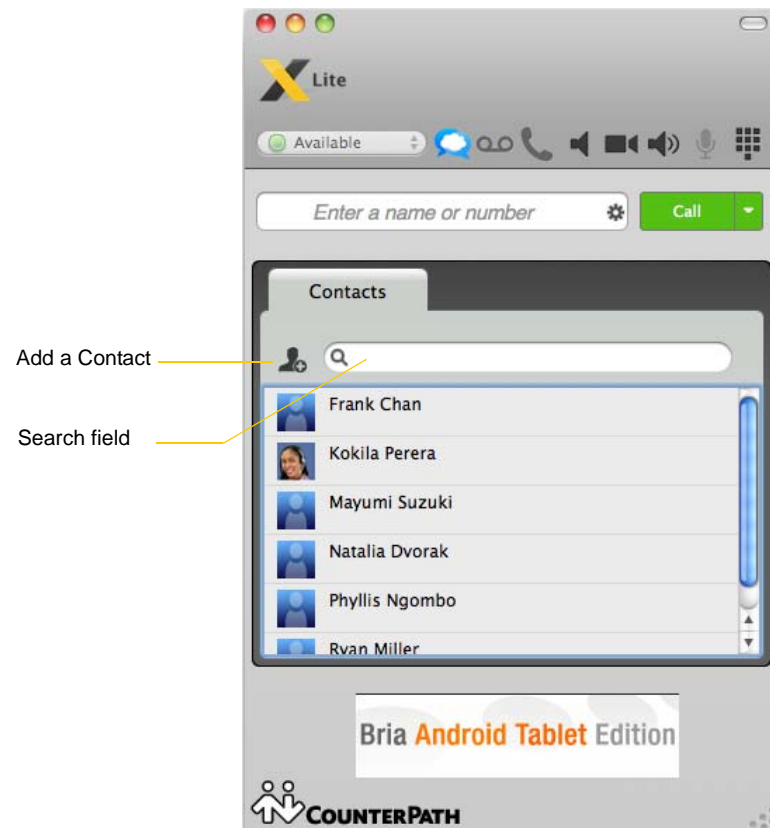 X Lite
Available
Enter a name or number
Call
Contacts
Add a Contact
Search field
Frank Chan
Kokila Perera
Mayumi Suzuki
Natalia Dvorak
Phyllis Ngombo
Ryan Miller
Bria Android Tablet Edition
COUNTERPATH